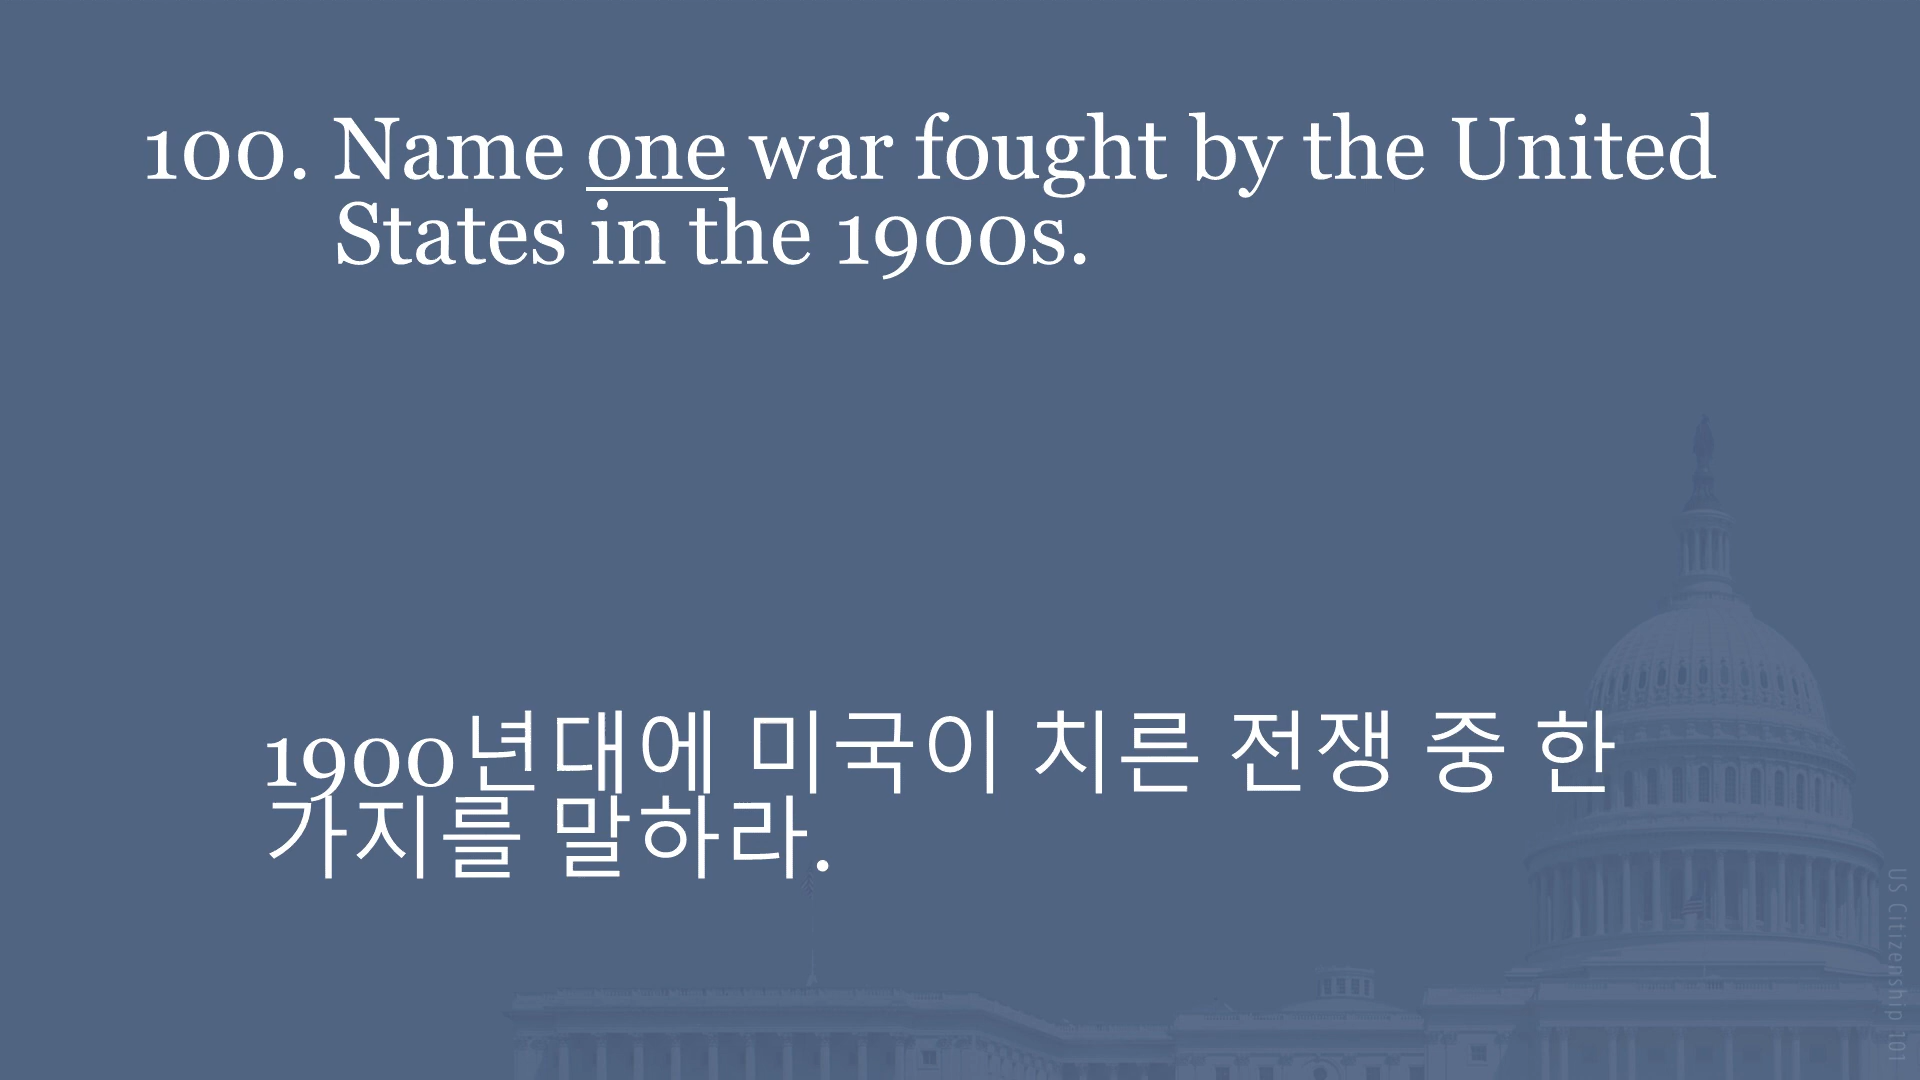 100. Name one war fought by the United
States in the 1900s.
1900년대에 미국이 치른 전쟁 중 한
가지를 말하라.
US Citizenship 101